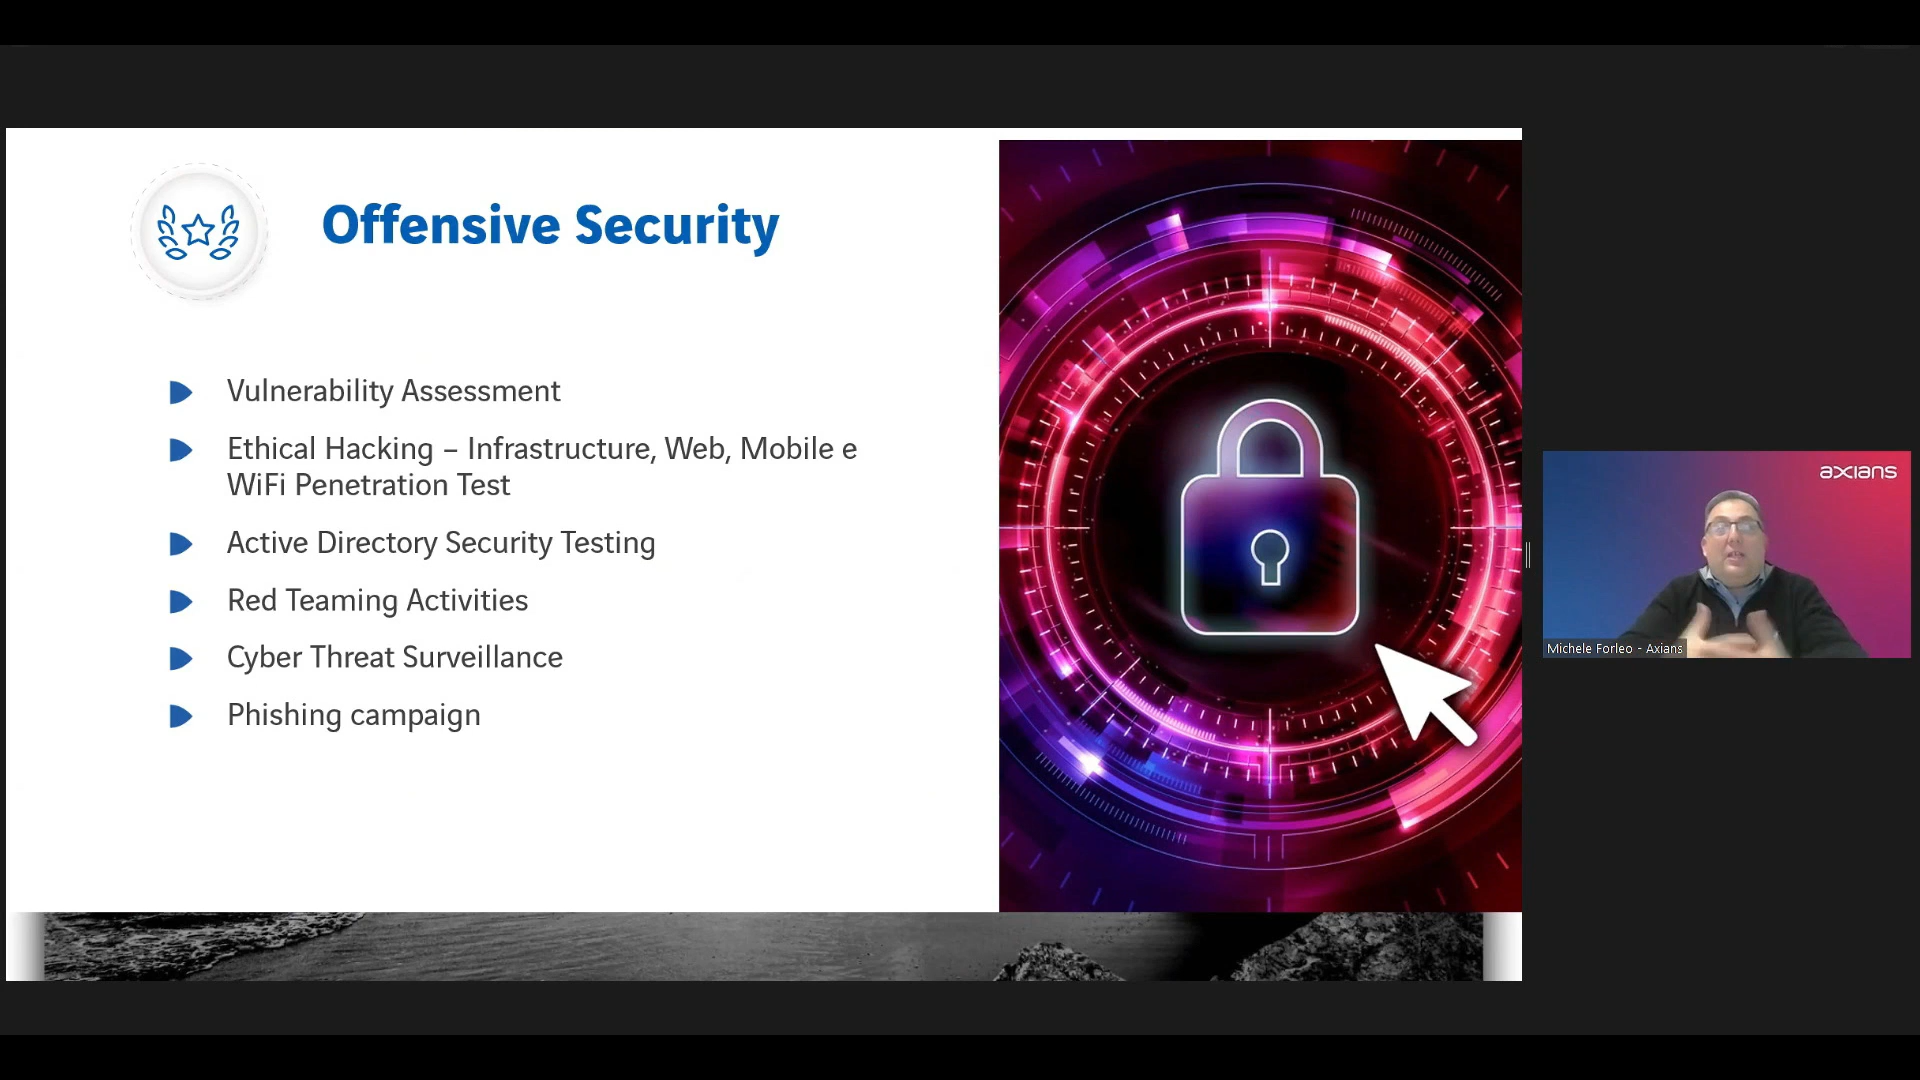 Offensive Security
Vulnerability Assessment
Ethical Hacking – Infrastructure, Web, Mobile e
WiFi Penetration Test
Active Directory Security Testing
Red Teaming Activities
Cyber Threat Surveillance
Phishing campaign
axians
Michele Forleo - Axians